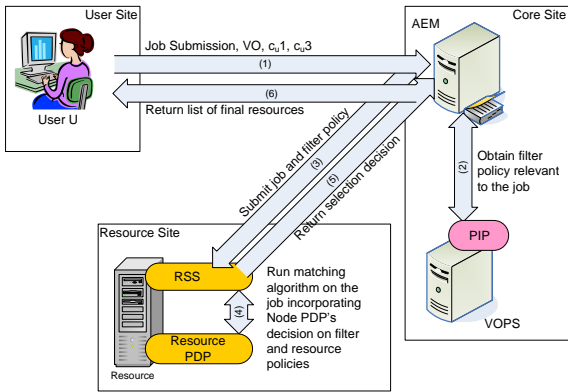 User Site
User U
Job Submission, VO, cᵤ1, cᵤ3
(1)
(6)
Return list of final resources
Core Site
AEM
(2)
Obtain filter
policy relevant
to the job
PIP
VOPS
Submit job and filter policy
(3)
(5)
Return selection decision
Resource Site
RSS
(4)
Resource
PDP
Resource
Run matching
algorithm on the
job incorporating
Node PDP's
decision on filter
and resource
policies